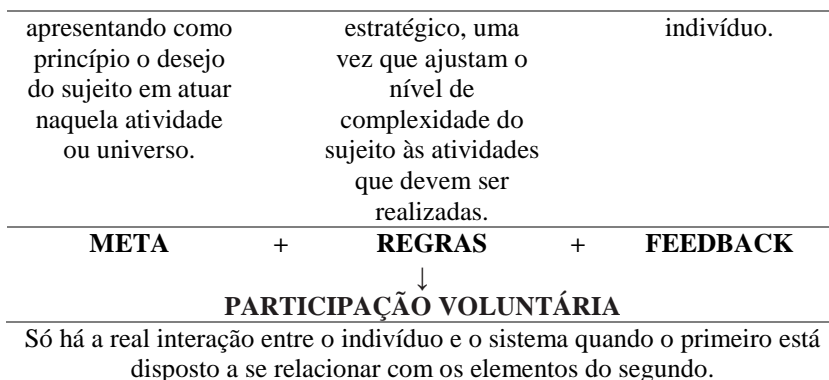 apresentando como
princípio o desejo
do sujeito em atuar
naquela atividade
ou universo.
estratégico, uma
vez que ajustam o
nível de
complexidade do
sujeito às atividades
que devem ser
realizadas.
indivíduo.
META + REGRAS + FEEDBACK
↓
PARTICIPAÇÃO VOLUNTÁRIA
Só há a real interação entre o indivíduo e o sistema quando o primeiro está
disposto a se relacionar com os elementos do segundo.